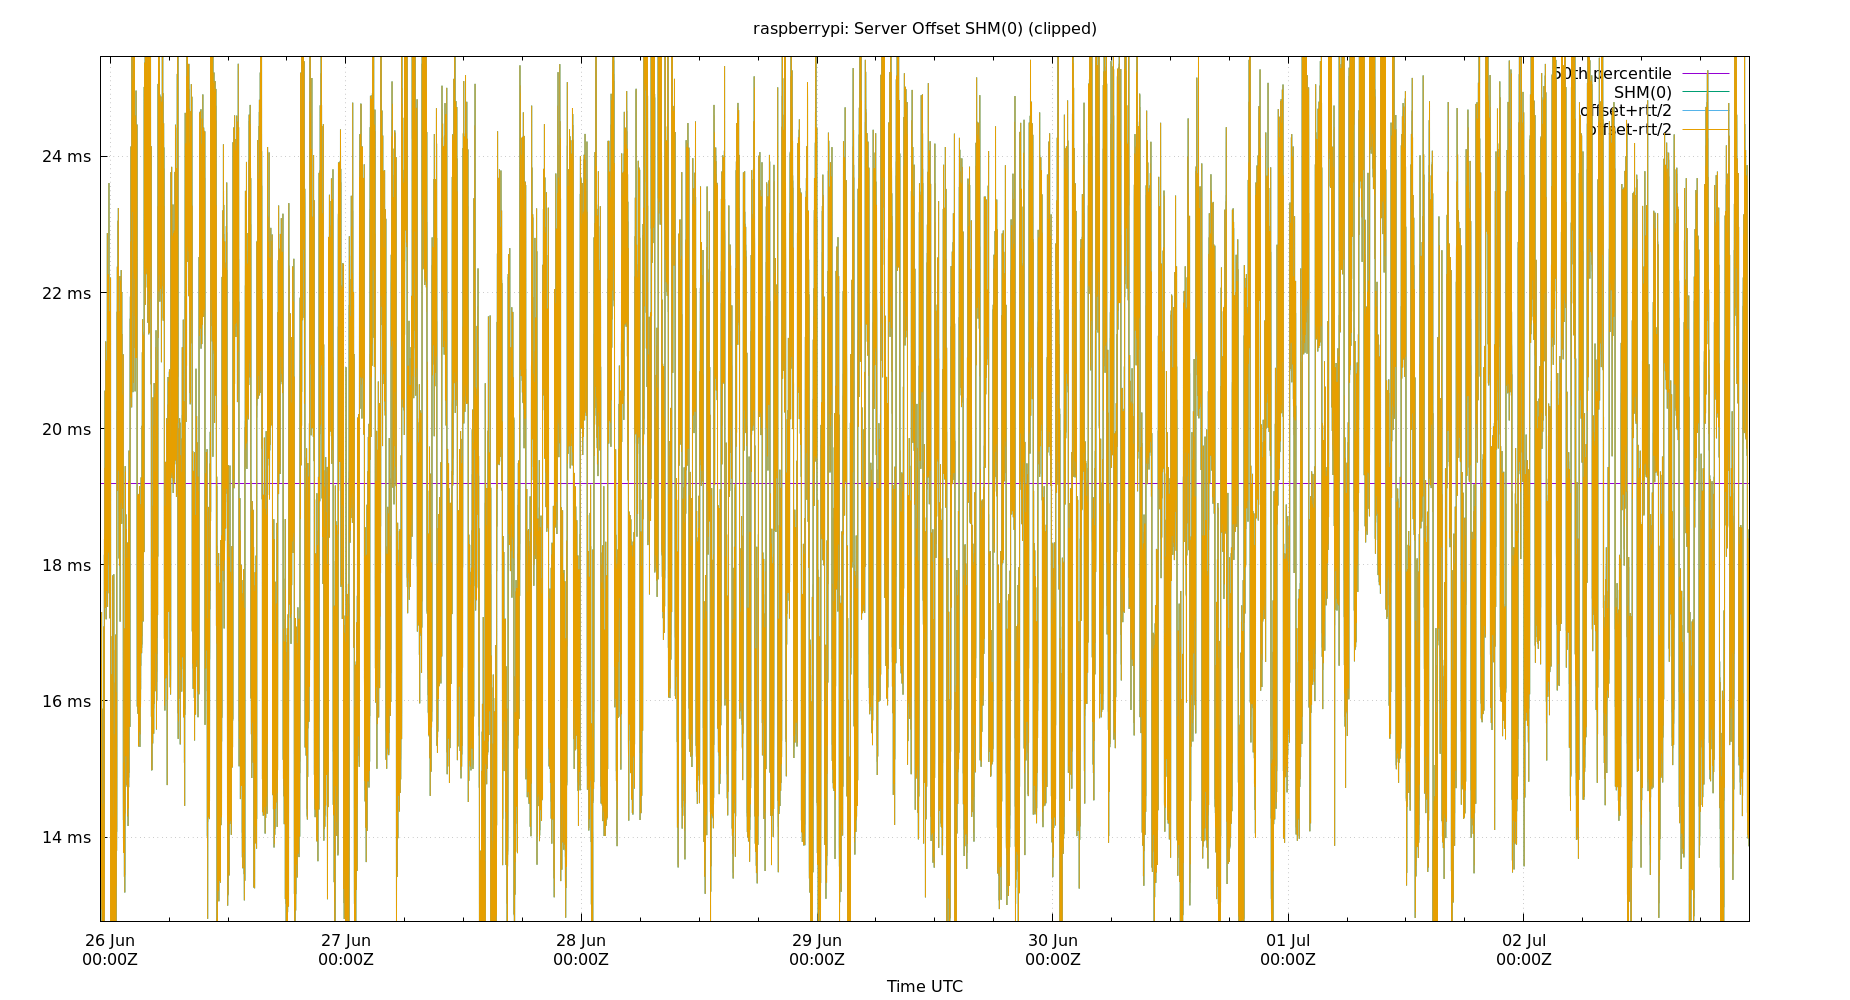 raspberrypi: Server Offset SHM(0) (clipped)
50th percentile
SHM(0)
offset+rtt/2
offset-rtt/2
24 ms
22 ms
20 ms
18 ms
16 ms
14 ms
26 Jun 27 Jun 28 Jun 29 Jun 30 Jun 01 Jul 02 Jul
00:00Z 00:00Z 00:00Z 00:00Z 00:00Z 00:00Z 00:00Z
Time UTC